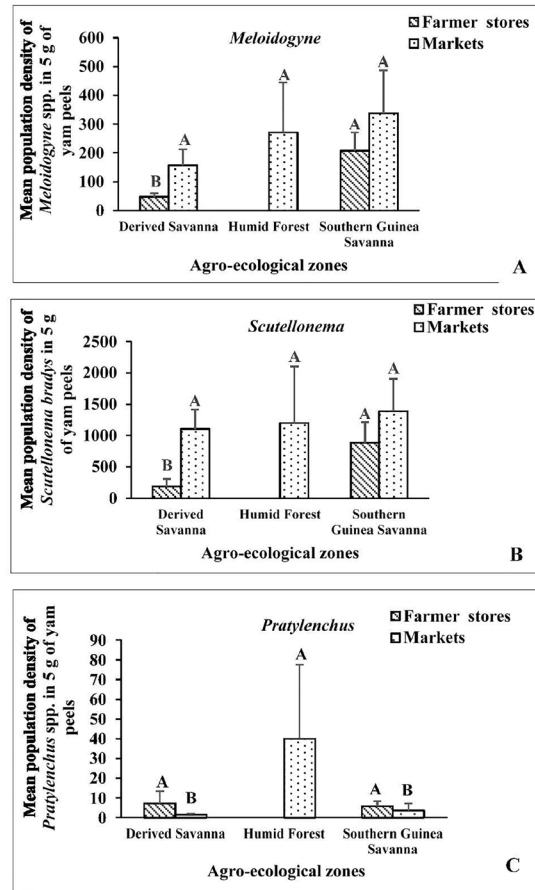 Farmer stores
Markets
Meloidogyne
Mean population density of
Meloidogyne spp. in 5 g of
yam peels
600
500
400
300
200
100
0
B
A
A
A
A
Derived Savanna
Humid Forest
Southern Guinea
Savanna
Agro-ecological zones
A
Farmer stores
Markets
Scutellonema
Mean population density of
Scutellonema bradys in 5 g
of yam peels
2500
2000
1500
1000
500
0
B
A
A
A
A
Derived
Savanna
Humid Forest
Southern
Guinea Savanna
Agro-ecological zones
B
Farmer stores
Markets
Pratylenchus
Mean population density of
Pratylenchus spp. in 5 g of yam
peels
90
80
70
60
50
40
30
20
10
0
A
B
A
A
B
Derived Savanna
Humid Forest
Southern Guinea
Savanna
Agro-ecological zones
C